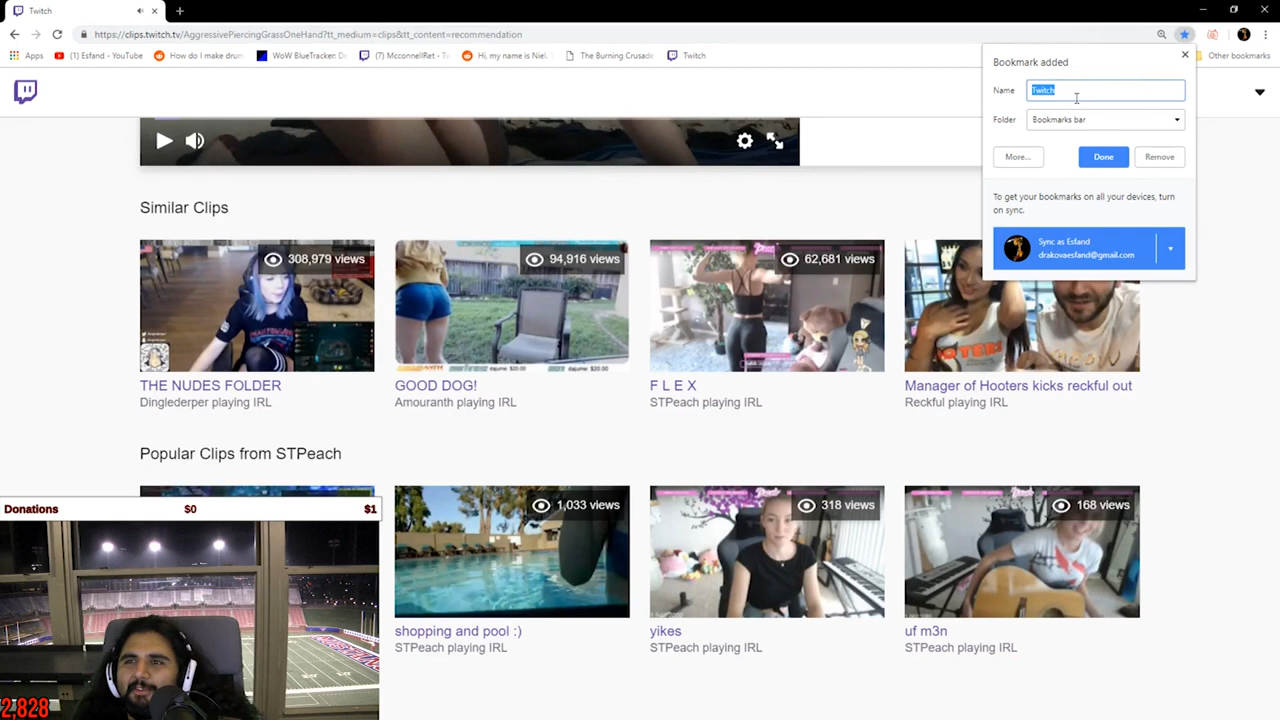 Twitch
https://clips.twitch.tv/AggressivePiercingGrassOneHand?tt_medium=clips&tt_content=recommendation
Apps
(1) Esfand - YouTube
How do I make drum
WoW BlueTracker: D
(7) McconnellRet - Tw
Hi, my name is Niel.
The Burning Crusade
Twitch
Other bookmarks
Bookmark added
Name
Twitch
Folder
Bookmarks bar
More...
Done
Remove
To get your bookmarks on all your devices, turn
on sync.
Sync as Esfand
drakovaesfand@gmail.com
Similar Clips
308,979 views
94,916 views
62,681 views
THE NUDES FOLDER
GOOD DOG!
F L E X
Manager of Hooters kicks reckful out
Dinglederper playing IRL
Amouranth playing IRL
STPeach playing IRL
Reckful playing IRL
Popular Clips from STPeach
1,033 views
318 views
168 views
Donations
$0
$1
shopping and pool :)
yikes
uf m3n
STPeach playing IRL
STPeach playing IRL
STPeach playing IRL
2,828